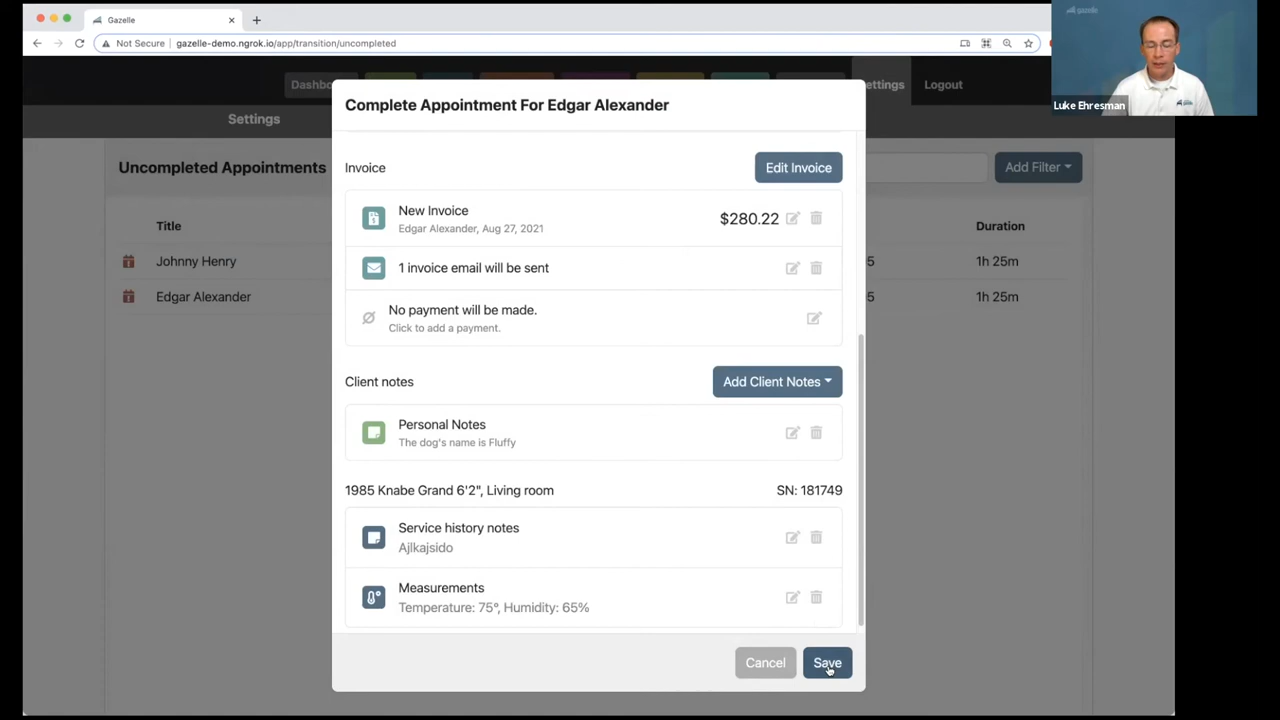 Gazelle
Not Secure | gazelle-demo.ngrok.io/app/transition/uncompleted
gazelle
Luke Ehresman
Dashbo
ettings
Logout
Settings
Complete Appointment For Edgar Alexander
Uncompleted Appointments
Add Filter
Title
Duration
Johnny Henry
5
1h 25m
Edgar Alexander
5
1h 25m
Invoice
Edit Invoice
New Invoice
$280.22
Edgar Alexander, Aug 27, 2021
1 invoice email will be sent
No payment will be made.
Click to add a payment.
Client notes
Add Client Notes
Personal Notes
The dog's name is Fluffy
1985 Knabe Grand 6'2", Living room
SN: 181749
Service history notes
Ajlkajsido
Measurements
Temperature: 75°, Humidity: 65%
Cancel
Save